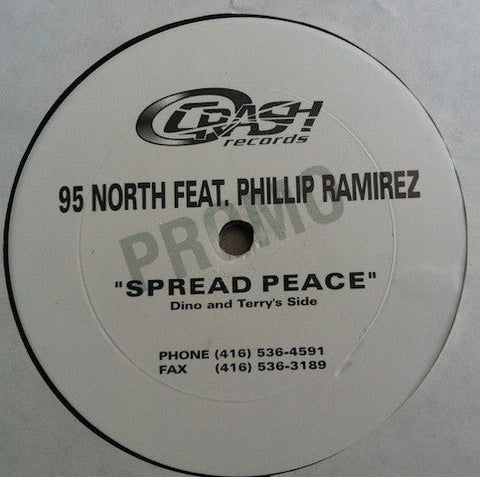 CRASH
records
95 NORTH FEAT. PHILLIP RAMIREZ
PROMO
"SPREAD PEACE"
Dino and Terry's Side
PHONE (416) 536-4591
FAX (416) 536-3189